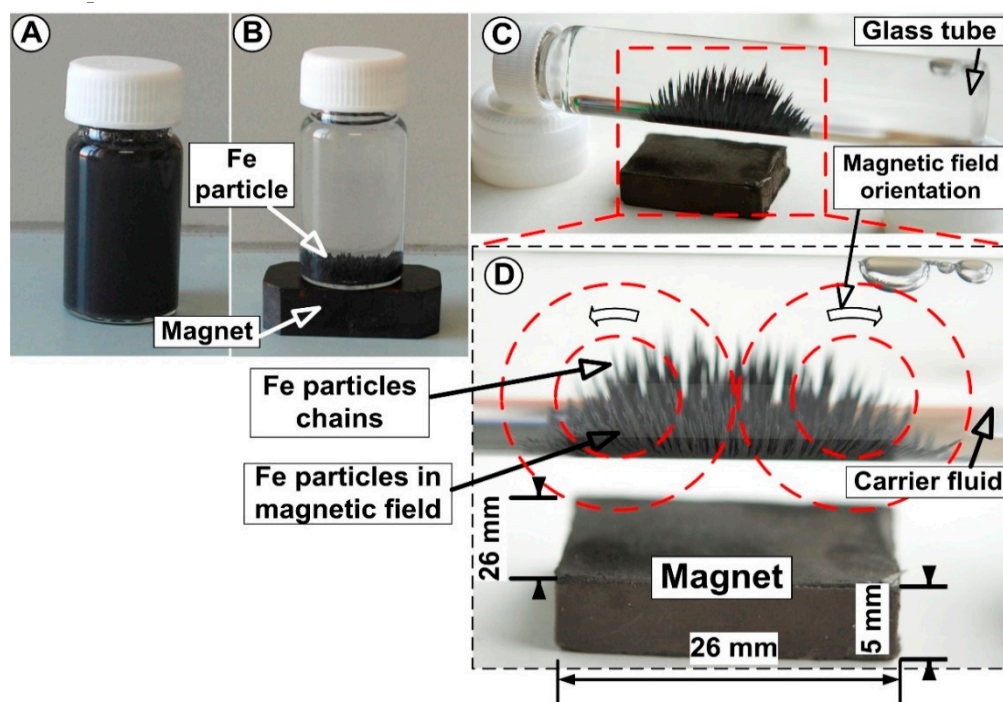 A
B
C
Glass tube
Fe
particle
Magnet
Magnetic field
orientation
D
Fe particles
chains
Fe particles in
magnetic field
Carrier fluid
26 mm
Magnet
5 mm
26 mm